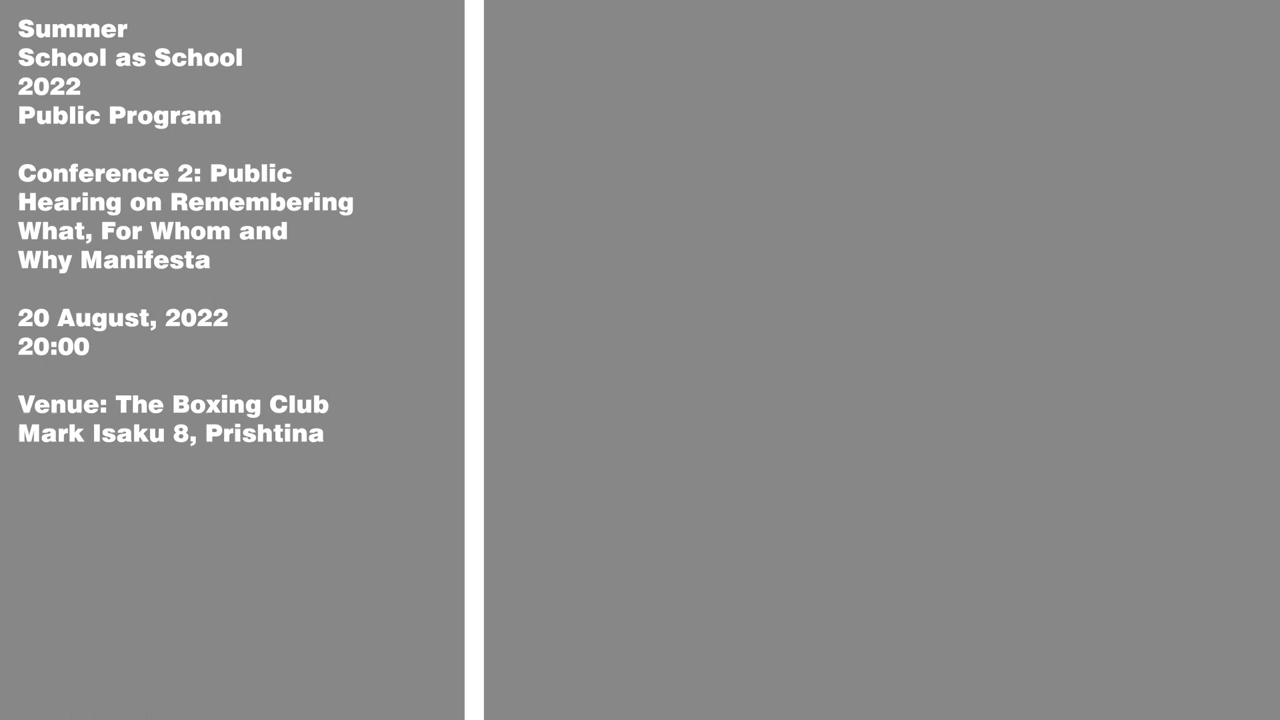 Summer
School as School
2022
Public Program
Conference 2: Public
Hearing on Remembering
What, For Whom and
Why Manifesta
20 August, 2022
20:00
Venue: The Boxing Club
Mark Isaku 8, Prishtina